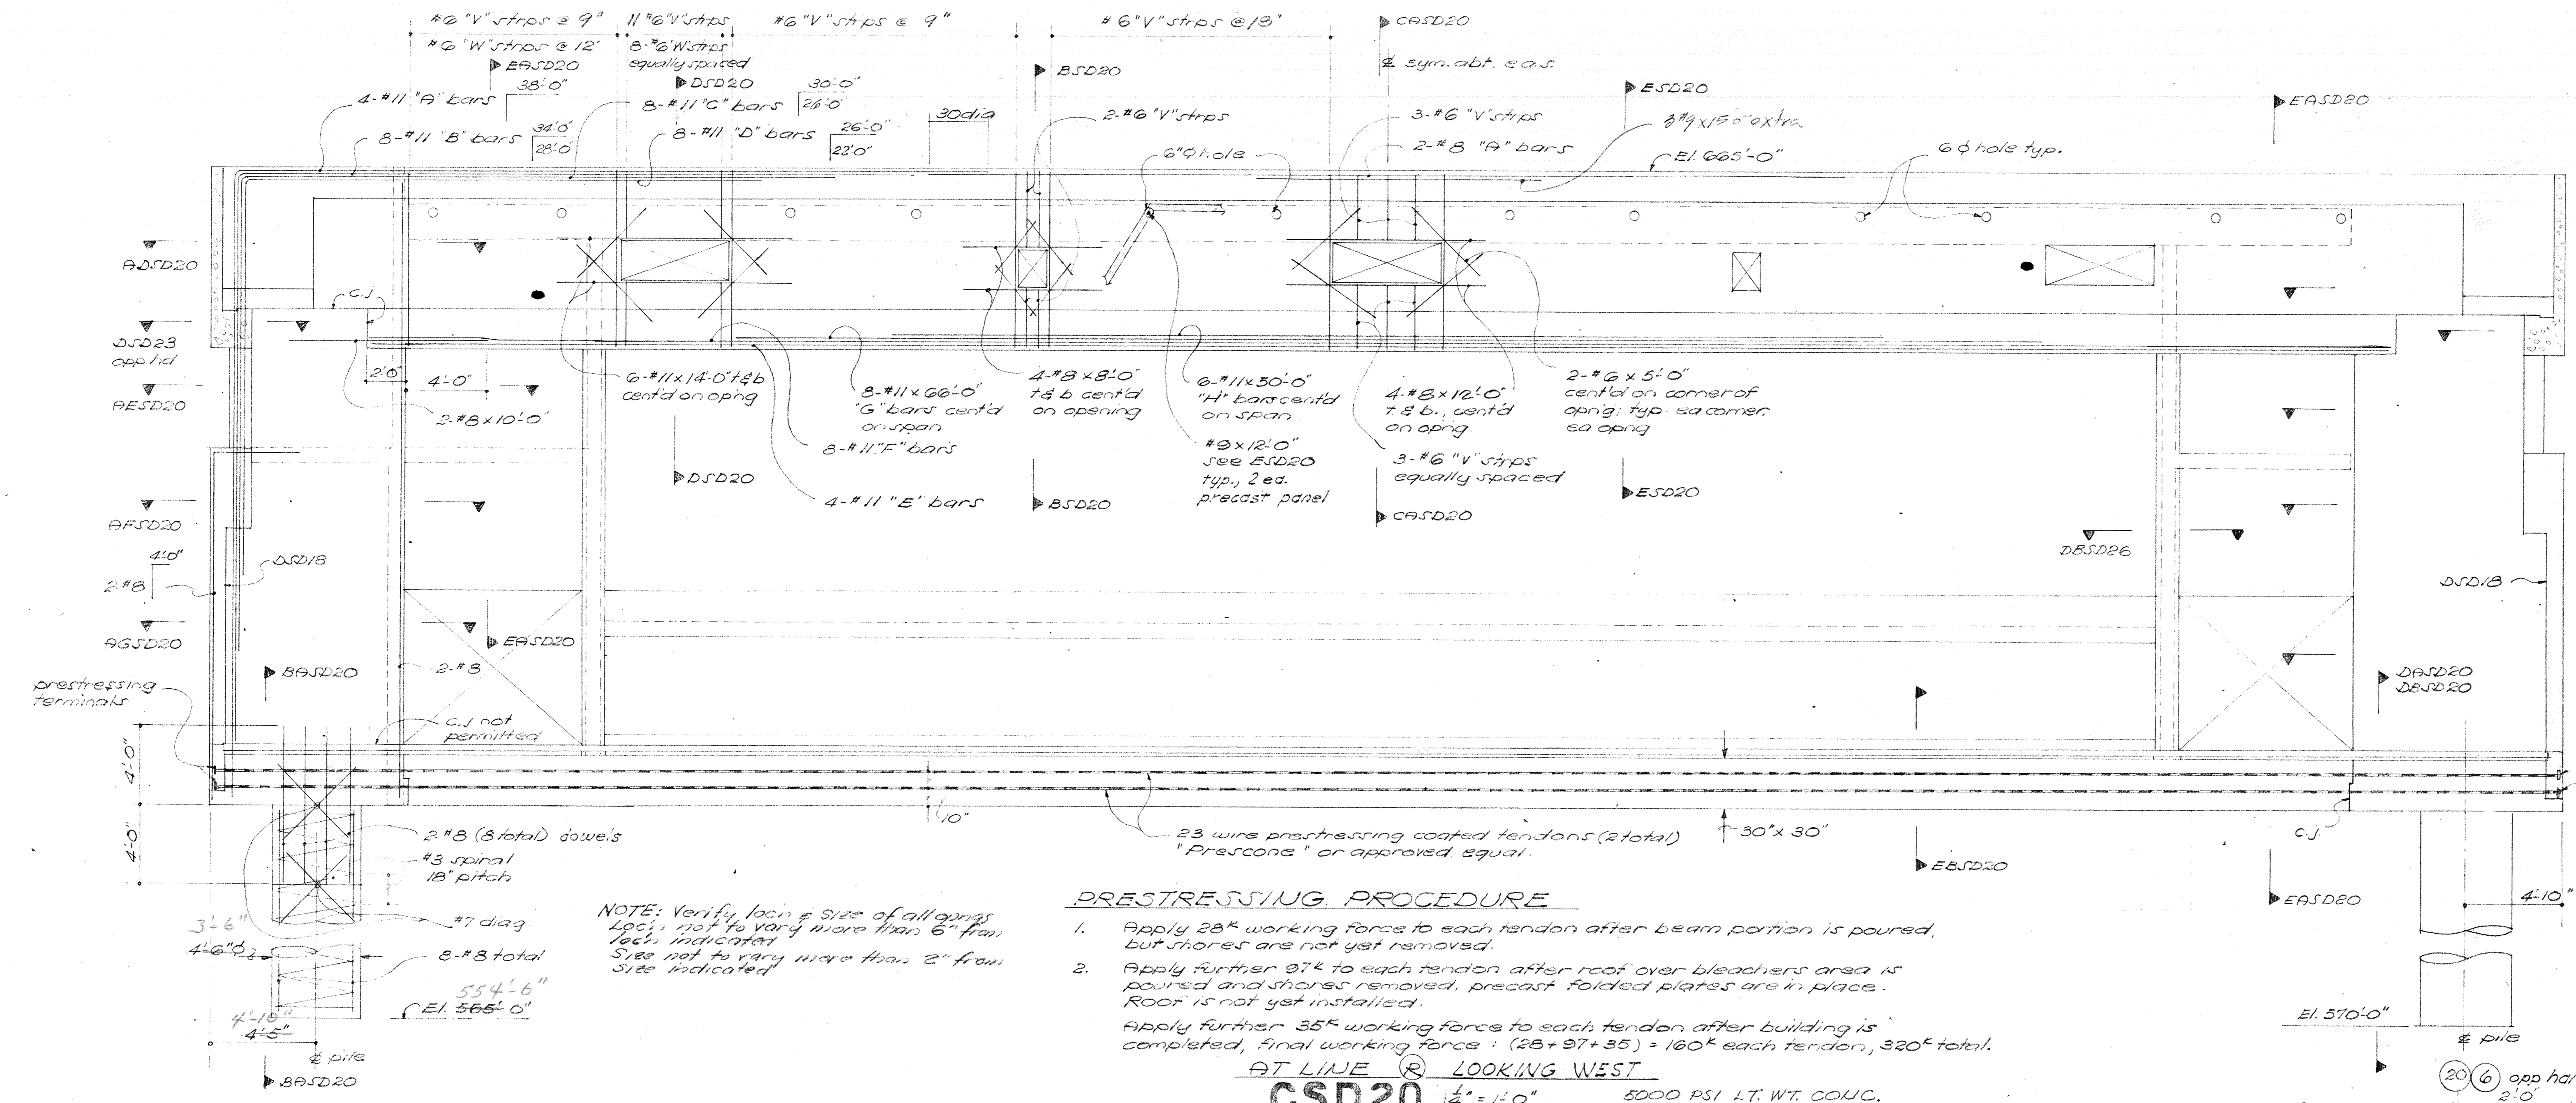 #6 "V" strps @ 9"
11 #6 "V" strps
#6 "V" strps @ 9"
#6 "V" strps @ 18"
CASD20
#6 "W" strps @ 12"
8-#6 "W" strps
equally spaced
EASD20
DSD20
BSD20
₵ sym. abt. e.a.s.
ESD20
EASD20
4-#11 "A" bars
38'-0"
8-#11 "C" bars
30'-0"
26'-0"
30 dia
2-#6 "V" strps
3-#6 "V" strps
3#9x15'-0" extra
8-#11 "B" bars
34'-0"
28'-0"
8-#11 "D" bars
26'-0"
22'-0"
6"ϕ hole
2-#8 "A" bars
El. 665'-0"
6 ϕ hole typ.
ADSD20
c.j.
DSD23
opp. hd
AESD20
2'-0"
4'-0"
2-#8 x 10'-0"
6-#11 x 14'-0" t&b
cent'd on opng
8-#11 x 66'-0"
"G" bars cent'd
on span
4-#8 x 8'-0"
t&b. cent'd
on opening
6-#11x50'-0"
"H" bars cent'd
on span
4-#8 x 12'-0"
t&b., cent'd
on opng.
2-#6 x 5'-0"
cent'd on corner of
opn'g; typ. ea corner
ea opng
8-#11 "F" bars
4-#11 "E" bars
#9 x 12'-0"
see ESD20
typ., 2 ea.
precast panel
3-#6 "V" strps
equally spaced
DSD20
BSD20
CASD20
ESD20
AFSD20
4'-0"
2-#8
DSD18
DBSD26
DSD18
AGSD20
EASD20
BASD20
2-#8
DASD20
DBSD20
prestressing
terminals
c.j not
permitted
4'-0"
4'-0"
10"
2-#8 (8 total) dowels
#3 spiral
18" pitch
23 wire prestressing coated tendons (2 total)
"Prescone" or approved equal.
30" x 30"
c.j.
EBSD20
EASD20
4'-10"
#7 diag
3'-6"
4'-6"ϕ
8-#8 total
554'-6"
El. 565'-0"
4'-10"
4'-5"
₵ pile
BASD20
NOTE: Verify loc'n & size of all opngs
Loc'n not to vary more than 6" from
loc'n indicated
Size not to vary more than 2" from
size indicated
PRESTRESSING PROCEDURE
1. Apply 28ᴷ working force to each tendon after beam portion is poured,
but shores are not yet removed.
2. Apply further 97ᴷ to each tendon after roof over bleachers area is
poured and shores removed, precast folded plates are in place.
Roof is not yet installed.
Apply further 35ᴷ working force to each tendon after building is
completed, final working force : (28+97+35) = 160ᴷ each tendon, 320ᴷ total.
El. 570'-0"
₵ pile
AT LINE R LOOKING WEST
CSD20
1/4" = 1'-0"
5000 PSI LT. WT. CONC.
20 6 opp han
2'-0"